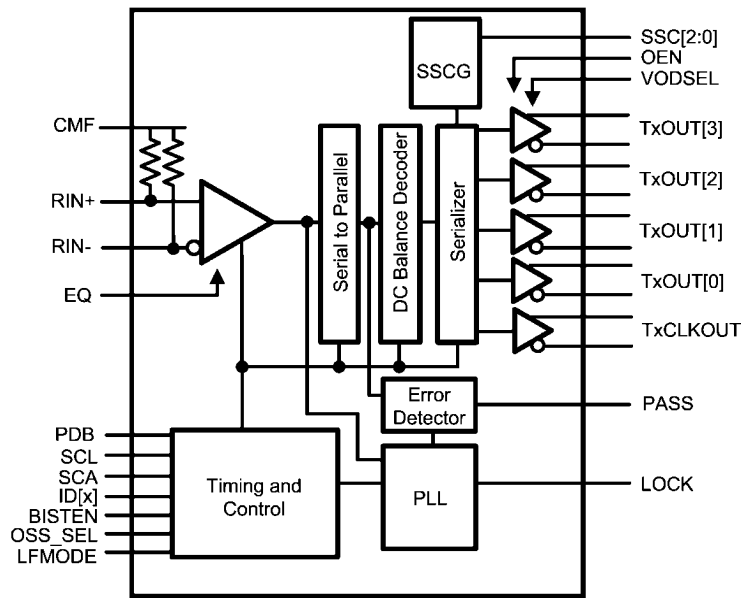 SSC[2:0]
OEN
VODSEL
SSCG
CMF
TxOUT[3]
TxOUT[2]
RIN+
RIN-
TxOUT[1]
EQ
TxOUT[0]
TxCLKOUT
Serial to Parallel
DC Balance Decoder
Serializer
Error
Detector
PASS
PDB
SCL
SCA
ID[x]
BISTEN
OSS_SEL
LFMODE
Timing and
Control
PLL
LOCK